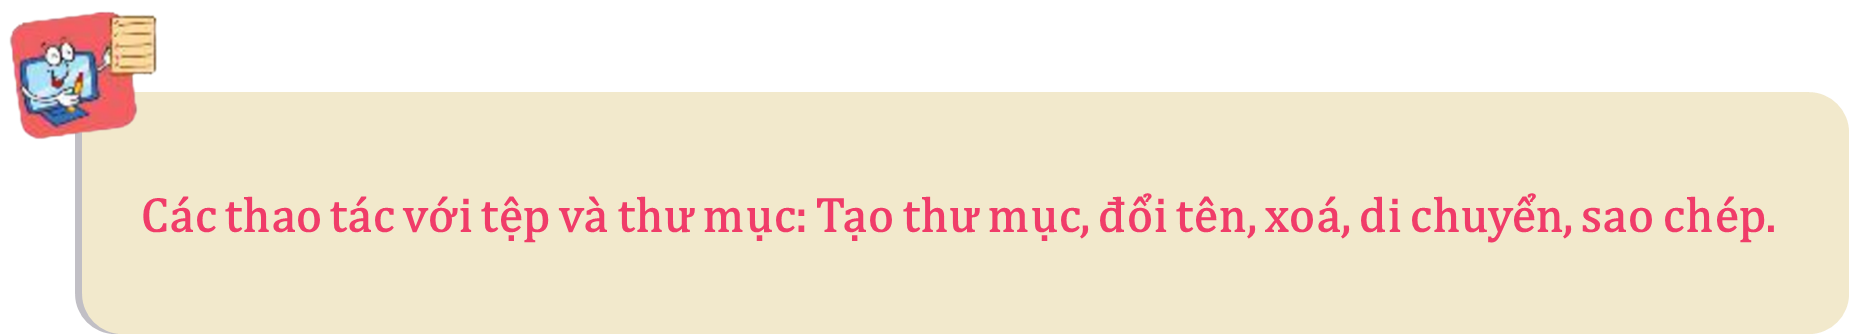 Các thao tác với tệp và thư mục: Tạo thư mục, đổi tên, xoá, di chuyển, sao chép.